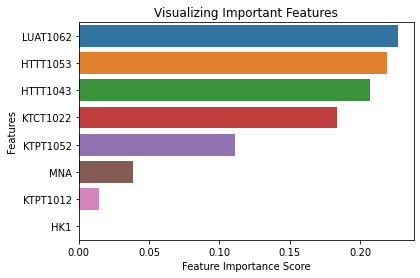 Visualizing Important Features
LUAT1062
HTTT1053
HTTT1043
KTCT1022
KTPT1052
MNA
KTPT1012
HK1
Features
0.00 0.05 0.10 0.15 0.20
Feature Importance Score